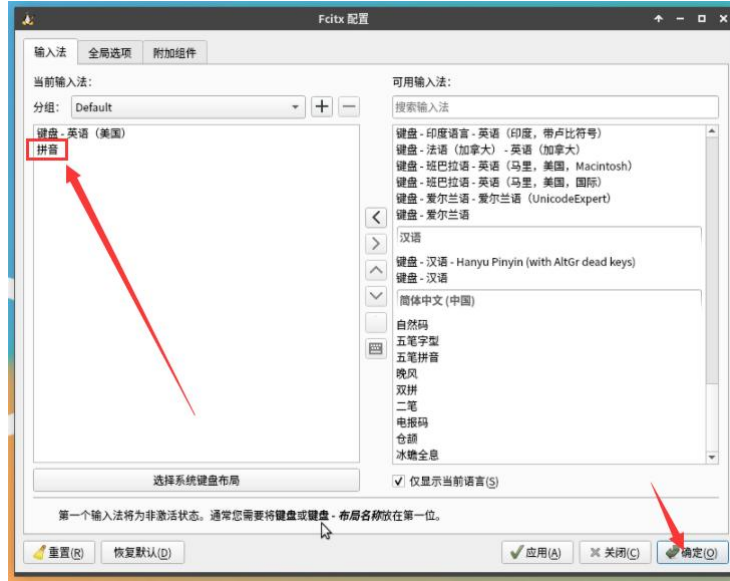 Fcitx 配置
输入法
全局选项
附加组件
当前输入法：
可用输入法：
分组：
Default
搜索输入法
键盘 - 英语（美国）
拼音
键盘 - 印度语言 - 英语（印度，带卢比符号）
键盘 - 法语（加拿大） - 英语（加拿大）
键盘 - 班巴拉语 - 英语（马里，美国，Macintosh）
键盘 - 班巴拉语 - 英语（马里，美国，国际）
键盘 - 爱尔兰语 - 爱尔兰语（UnicodeExpert）
键盘 - 爱尔兰语
汉语
键盘 - 汉语 - Hanyu Pinyin (with AltGr dead keys)
键盘 - 汉语
简体中文 (中国)
自然码
五笔字型
五笔拼音
晚风
双拼
二笔
电报码
仓颉
冰蟾全息
选择系统键盘布局
仅显示当前语言(S)
第一个输入法将为非激活状态。通常您需要将键盘或键盘 - 布局名称放在第一位。
重置(R)
恢复默认(D)
应用(A)
关闭(C)
确定(O)